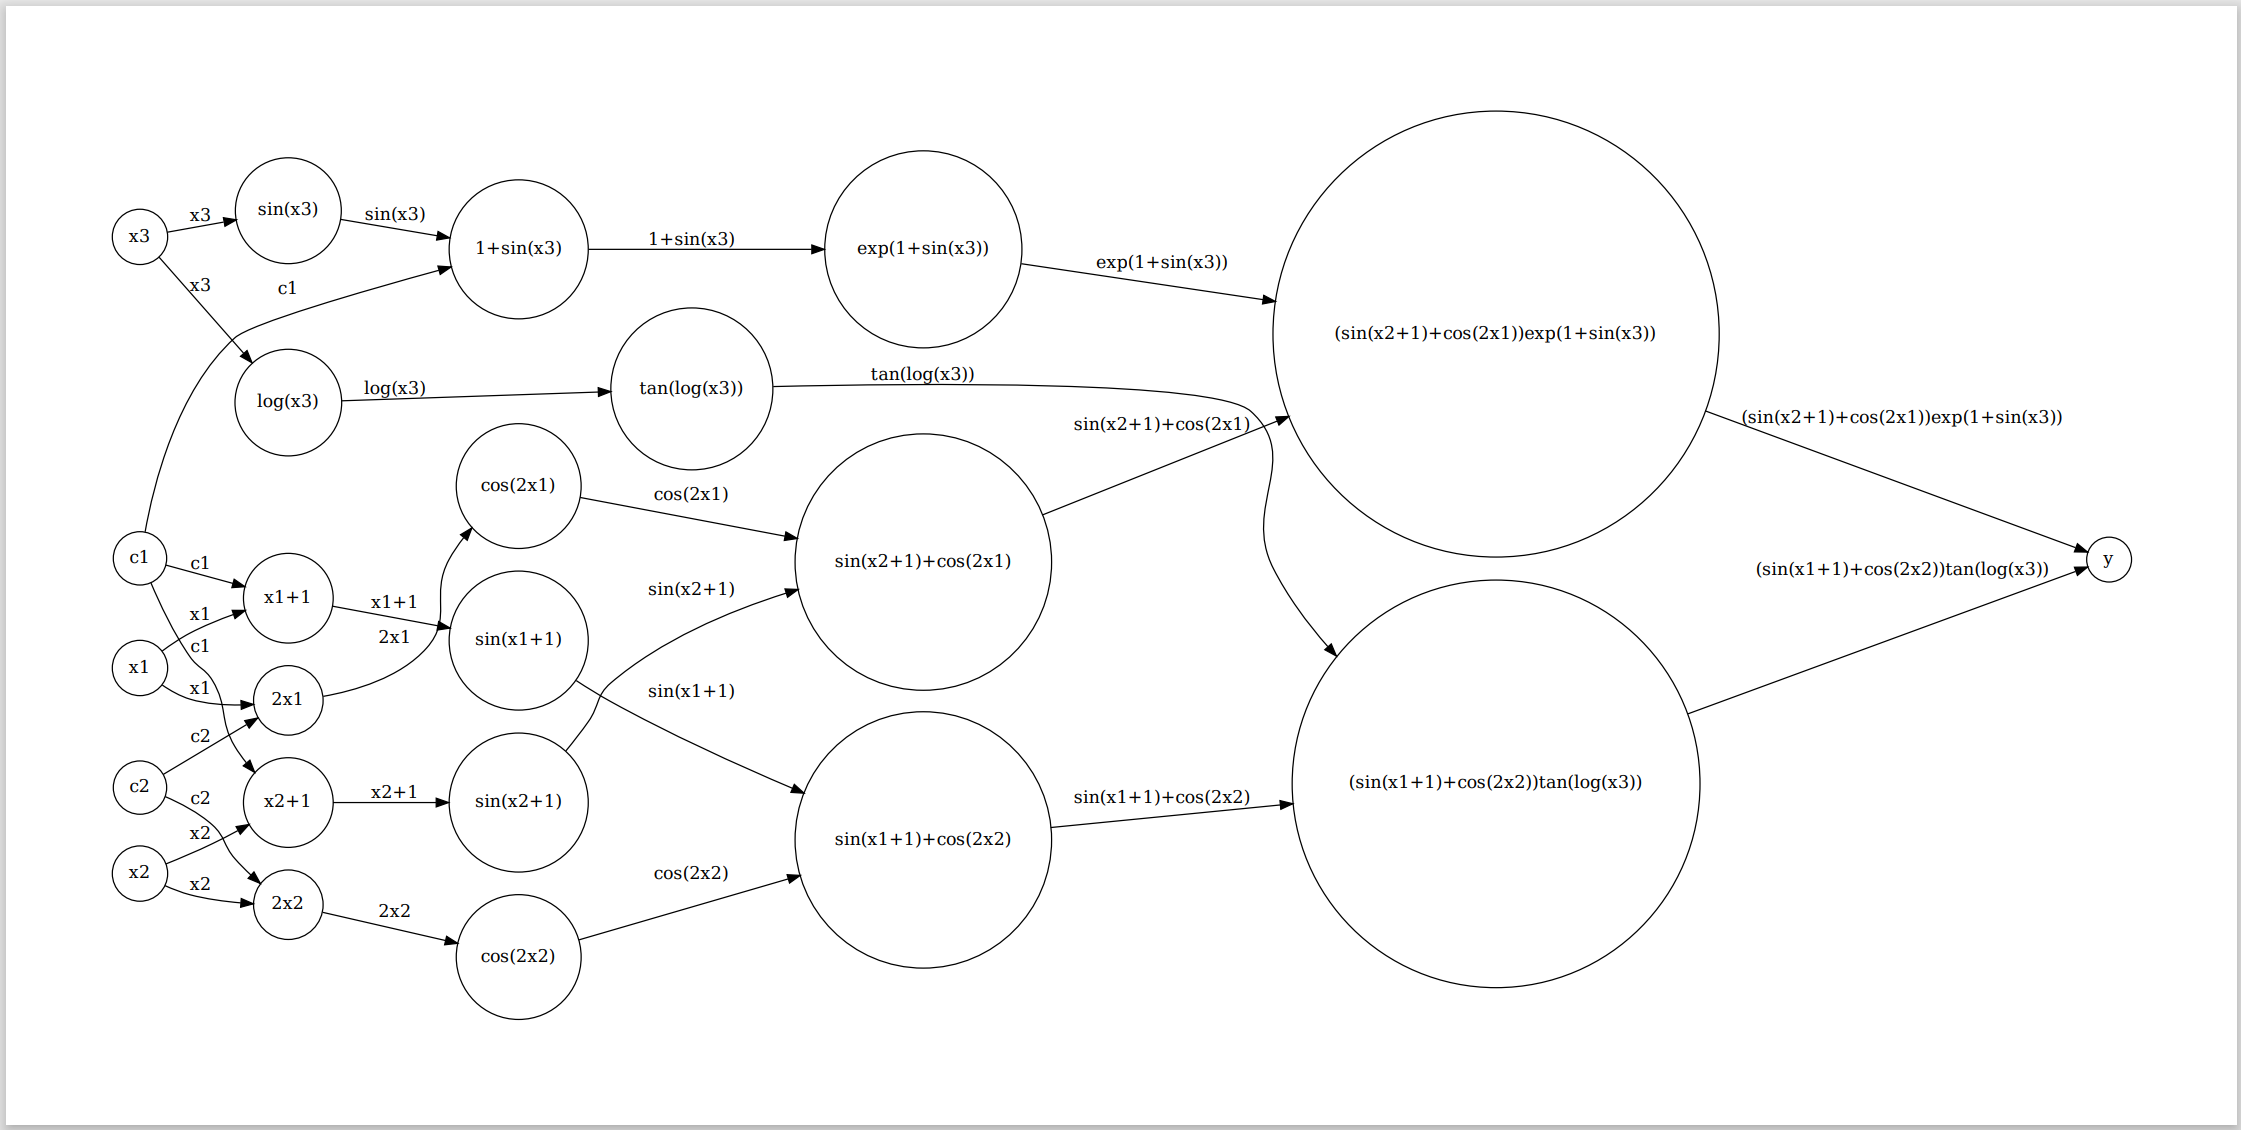 x3
x3
sin(x3)
sin(x3)
1+sin(x3)
1+sin(x3)
exp(1+sin(x3))
exp(1+sin(x3))
x3
c1
log(x3)
log(x3)
tan(log(x3))
tan(log(x3))
(sin(x2+1)+cos(2x1))exp(1+sin(x3))
(sin(x2+1)+cos(2x1))exp(1+sin(x3))
sin(x2+1)+cos(2x1)
cos(2x1)
cos(2x1)
c1
c1
x1+1
x1+1
sin(x2+1)
sin(x2+1)+cos(2x1)
(sin(x1+1)+cos(2x2))tan(log(x3))
y
x1
c1
2x1
sin(x1+1)
x1
x1
2x1
sin(x1+1)
c2
c2
c2
x2+1
x2+1
sin(x2+1)
sin(x1+1)+cos(2x2)
(sin(x1+1)+cos(2x2))tan(log(x3))
x2
x2
x2
2x2
2x2
cos(2x2)
cos(2x2)
sin(x1+1)+cos(2x2)